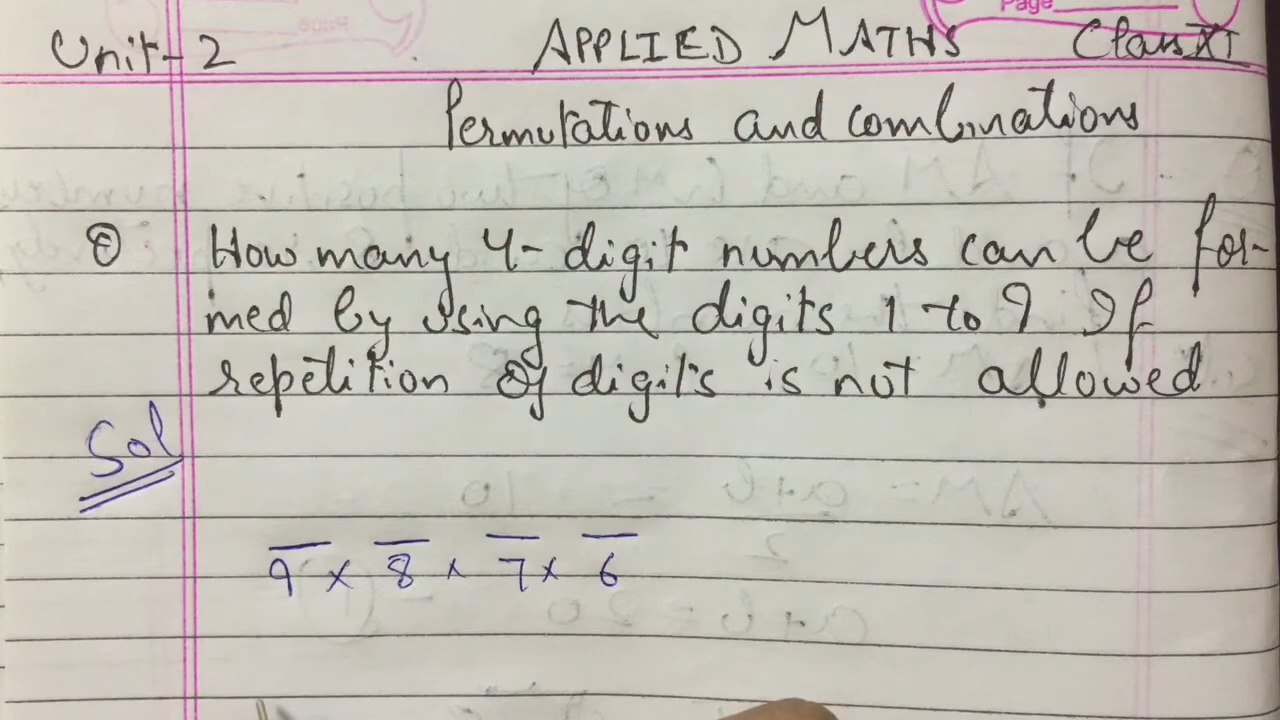 Page
Unit-2 APPLIED MATHS Class XI
Permutations and combinations
How many 4-digit numbers can be for-
med by using the digits 1 to 9 If
repetition of digits is not allowed
Sol
9 × 8 × 7 × 6